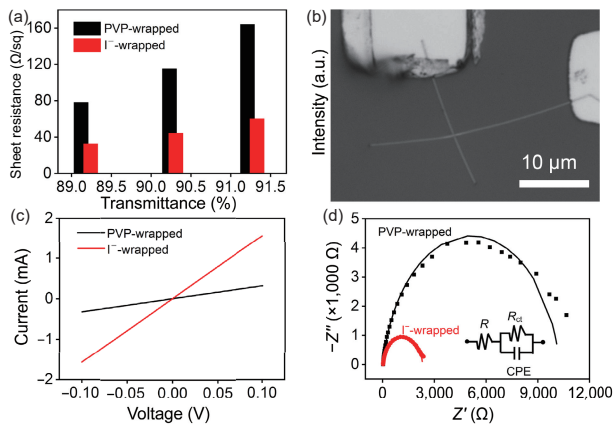 (a)
PVP-wrapped
I⁻-wrapped
Sheet resistance (Ω/sq)
160
120
80
40
0
89.0 89.5 90.0 90.5 91.0 91.5
Transmittance (%)
(b)
Intensity (a.u.)
10 μm
(c)
PVP-wrapped
I⁻-wrapped
Current (mA)
2
1
0
−1
−2
−0.10 −0.05 0.00 0.05 0.10
Voltage (V)
(d)
PVP-wrapped
I⁻-wrapped
−Z″ (×1,000 Ω)
5
4
3
2
1
0
R
Rct
CPE
0 3,000 6,000 9,000 12,000
Z′ (Ω)